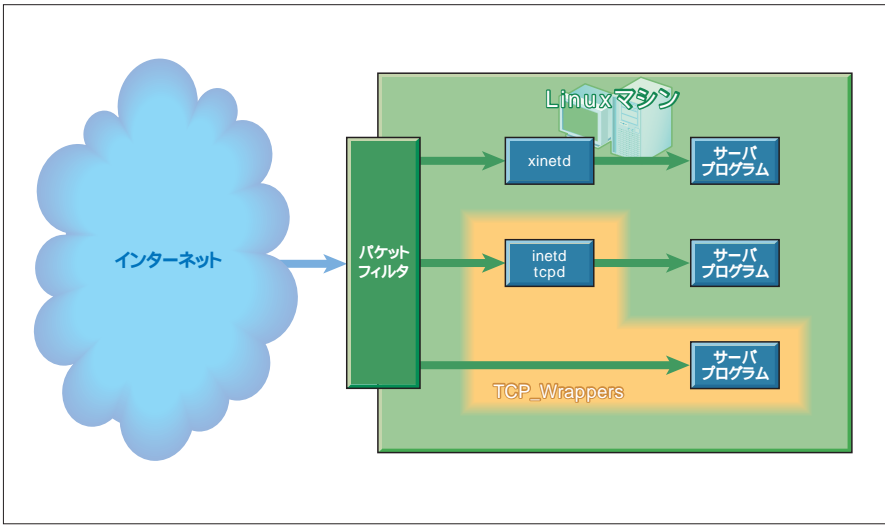 Linuxマシン
xinetd
サーバ
プログラム
インターネット
パケット
フィルタ
inetd
tcpd
サーバ
プログラム
サーバ
プログラム
TCP_Wrappers